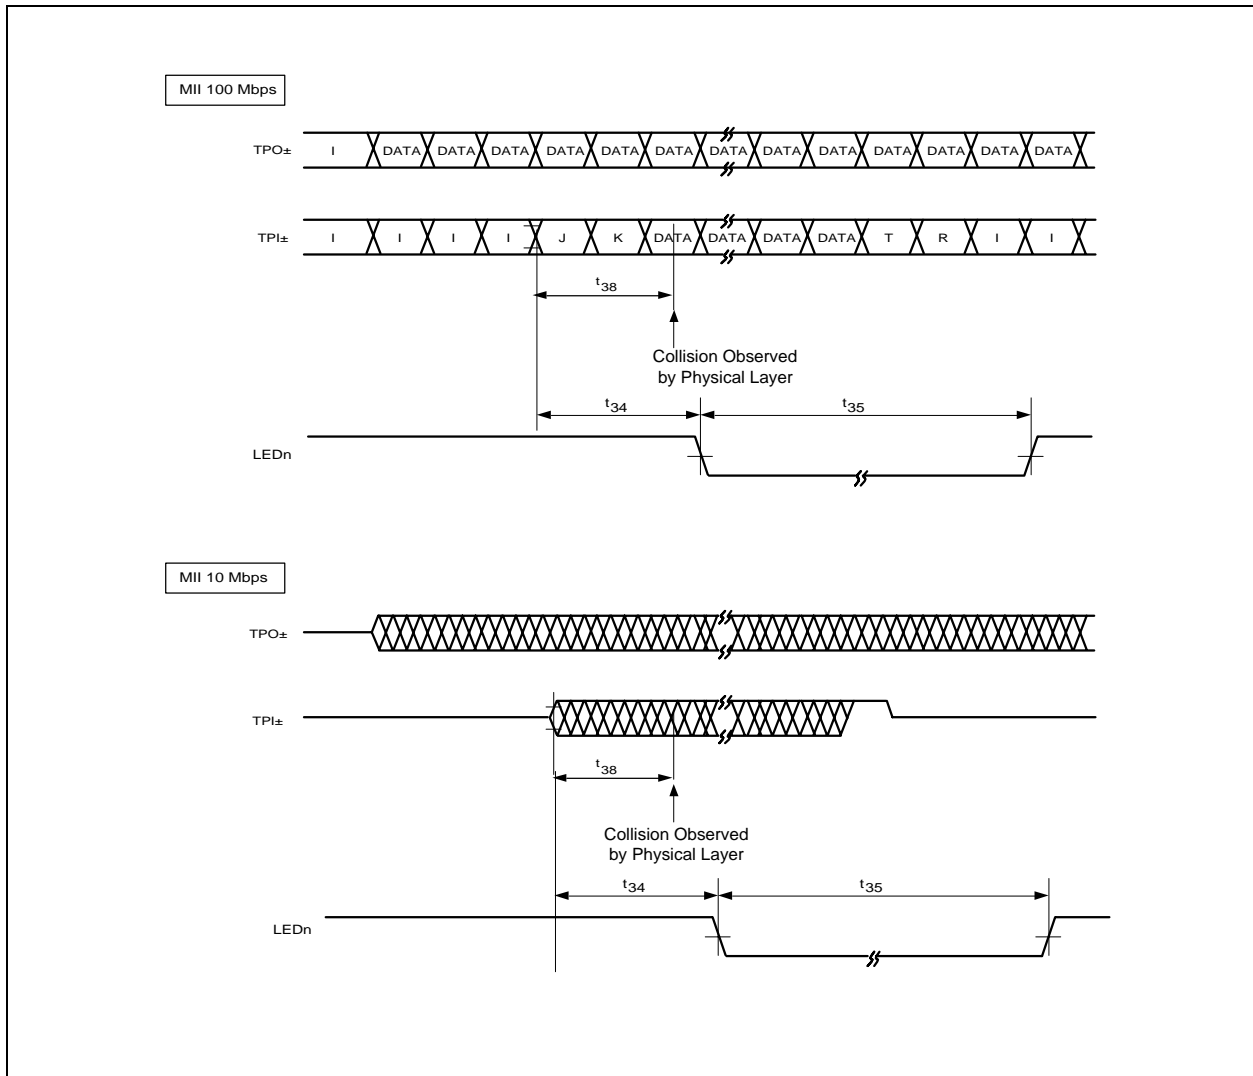 MII 100 Mbps
TPO± I DATA DATA DATA DATA DATA DATA DATA DATA DATA DATA DATA DATA DATA
TPI± I I I I J K DATA DATA DATA DATA T R I I
t38
Collision Observed
by Physical Layer
t34 t35
LEDn
MII 10 Mbps
TPO±
TPI±
t38
Collision Observed
by Physical Layer
t34 t35
LEDn